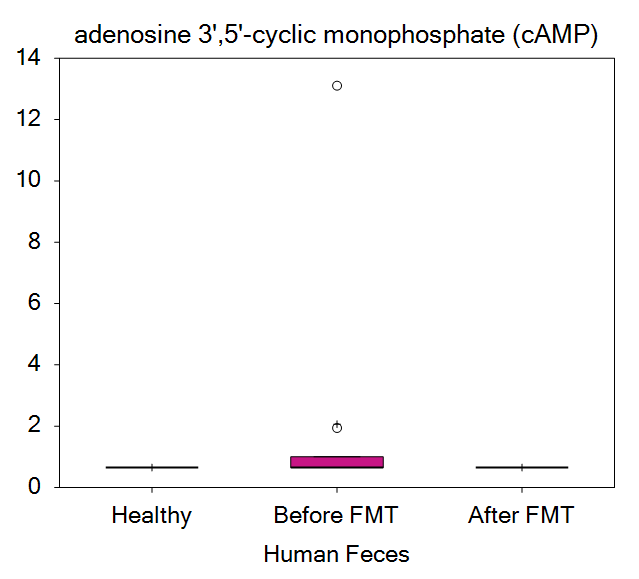 adenosine 3',5'-cyclic monophosphate (cAMP)
14
12
10
8
6
4
2
0
Healthy Before FMT After FMT
Human Feces